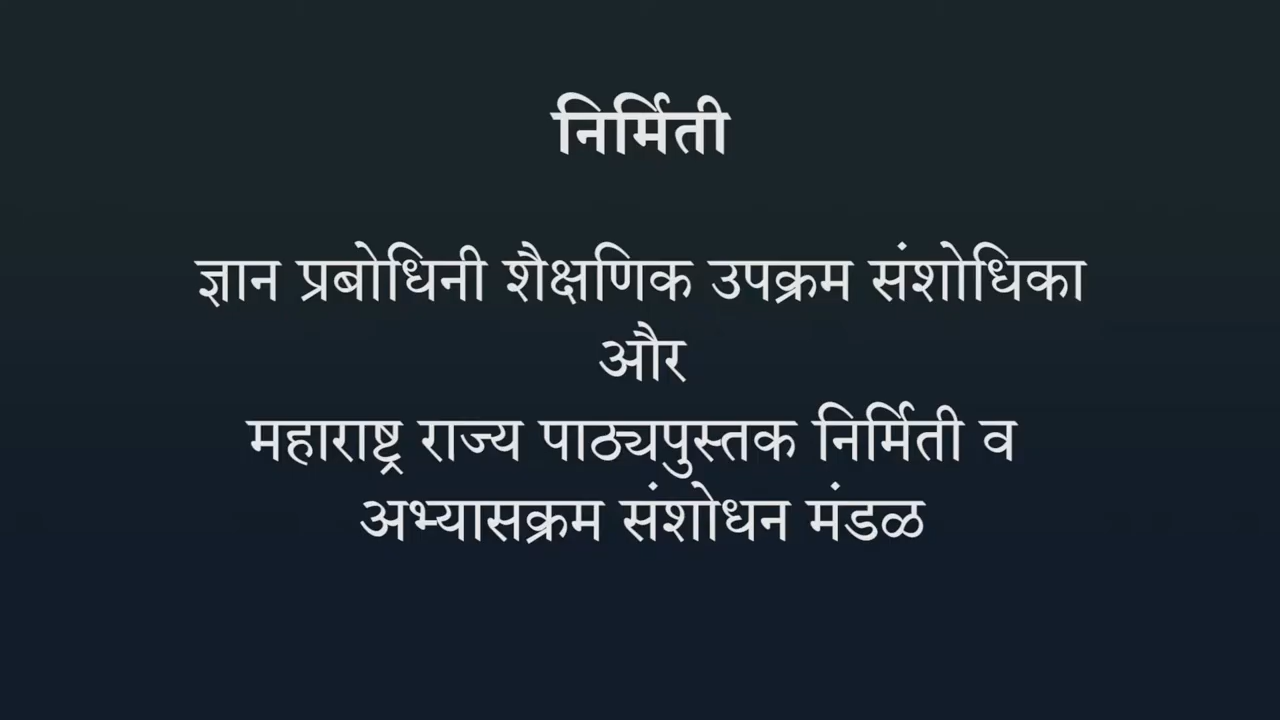 निर्मिती
ज्ञान प्रबोधिनी शैक्षणिक उपक्रम संशोधिका
और
महाराष्ट्र राज्य पाठ्यपुस्तक निर्मिती व
अभ्यासक्रम संशोधन मंडळ